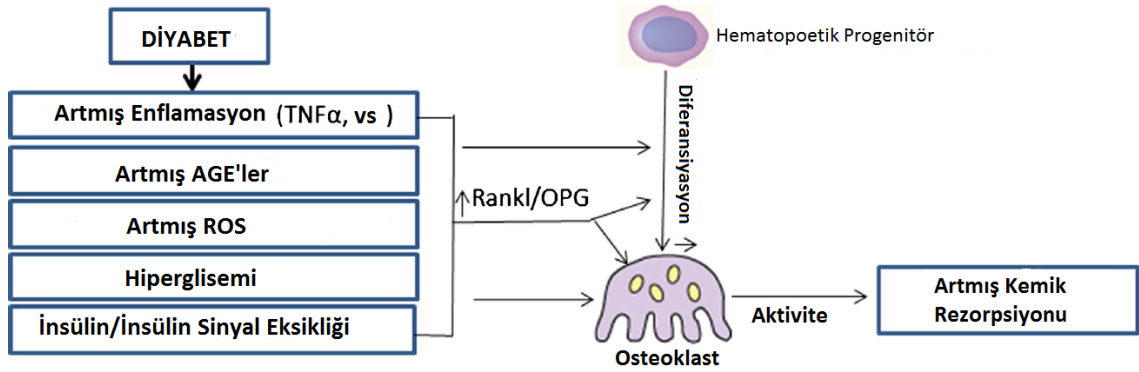 DİYABET
Hematopoetik Progenitör
Artmış Enflamasyon (TNFα, vs )
Diferansiyasyon
Artmış AGE'ler
↑Rankl/OPG
Artmış ROS
Hiperglisemi
İnsülin/İnsülin Sinyal Eksikliği
Osteoklast
Aktivite
Artmış Kemik
Rezorpsiyonu